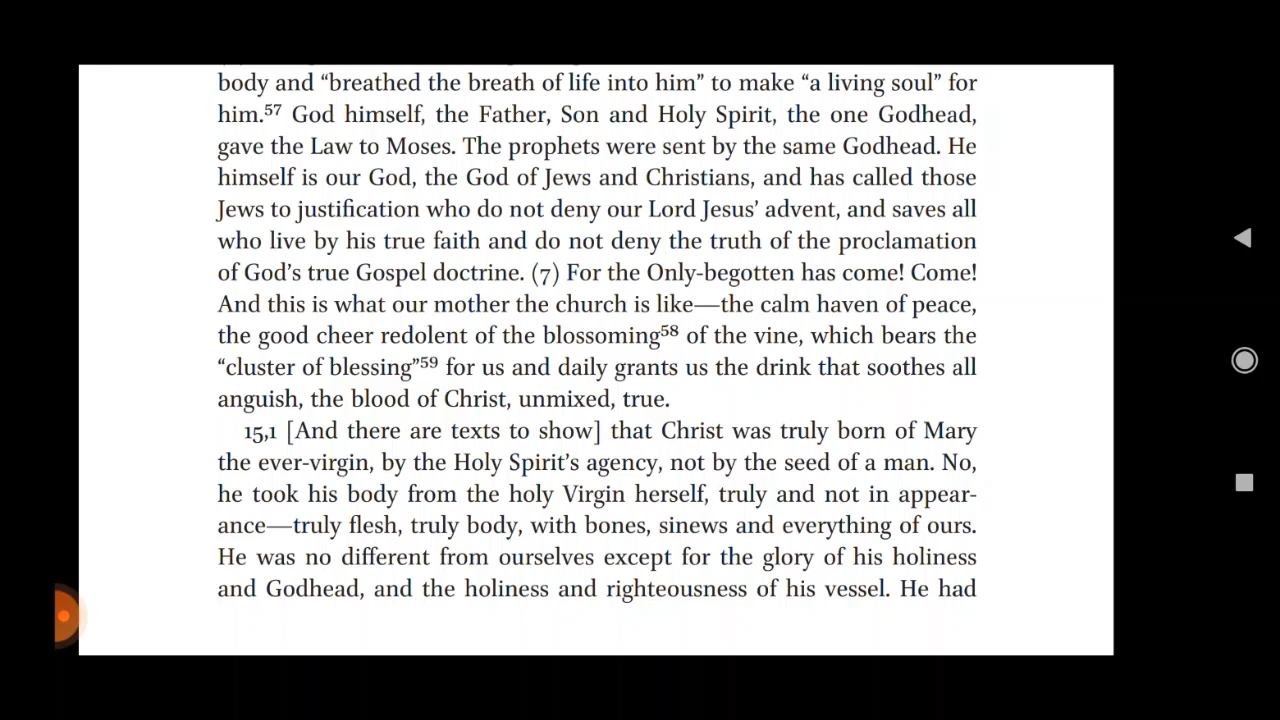 body and “breathed the breath of life into him” to make “a living soul” for
him.⁵⁷ God himself, the Father, Son and Holy Spirit, the one Godhead,
gave the Law to Moses. The prophets were sent by the same Godhead. He
himself is our God, the God of Jews and Christians, and has called those
Jews to justification who do not deny our Lord Jesus’ advent, and saves all
who live by his true faith and do not deny the truth of the proclamation
of God’s true Gospel doctrine. (7) For the Only-begotten has come! Come!
And this is what our mother the church is like—the calm haven of peace,
the good cheer redolent of the blossoming⁵⁸ of the vine, which bears the
“cluster of blessing”⁵⁹ for us and daily grants us the drink that soothes all
anguish, the blood of Christ, unmixed, true.
15,1 [And there are texts to show] that Christ was truly born of Mary
the ever-virgin, by the Holy Spirit’s agency, not by the seed of a man. No,
he took his body from the holy Virgin herself, truly and not in appear-
ance—truly flesh, truly body, with bones, sinews and everything of ours.
He was no different from ourselves except for the glory of his holiness
and Godhead, and the holiness and righteousness of his vessel. He had